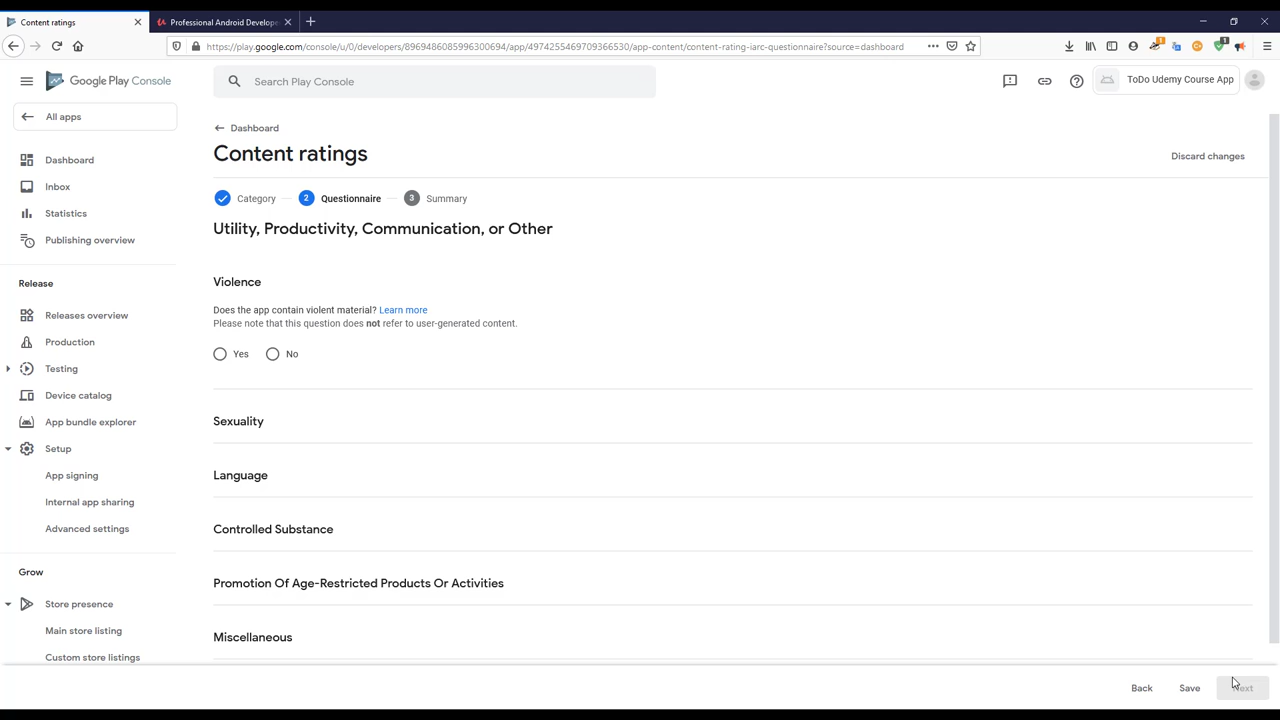 Content ratings
Professional Android Develope
https://play.google.com/console/u/0/developers/8969486085996300694/app/4974255469709366530/app-content/content-rating-iarc-questionnaire?source=dashboard
1
1
Google Play Console
Search Play Console
ToDo Udemy Course App
All apps
Dashboard
Inbox
Statistics
Publishing overview
Release
Releases overview
Production
Testing
Device catalog
App bundle explorer
Setup
App signing
Internal app sharing
Advanced settings
Grow
Store presence
Main store listing
Custom store listings
Dashboard
Content ratings
Discard changes
Category
2 Questionnaire
3 Summary
Utility, Productivity, Communication, or Other
Violence
Does the app contain violent material? Learn more
Please note that this question does not refer to user-generated content.
Yes No
Sexuality
Language
Controlled Substance
Promotion Of Age-Restricted Products Or Activities
Miscellaneous
Back Save Next